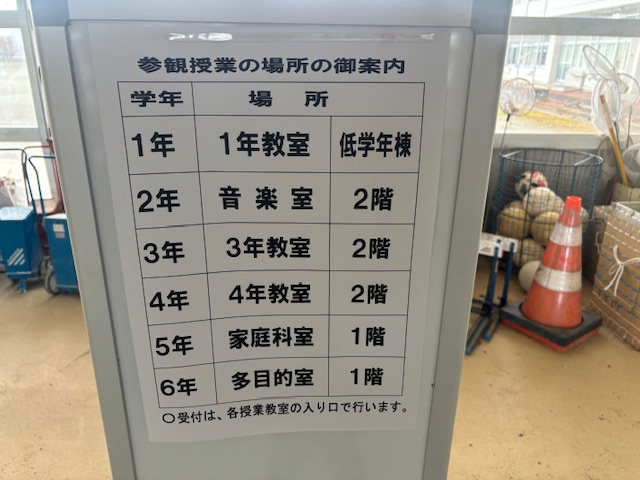 参観授業の場所の御案内
学年 場 所
1年 1年教室 低学年棟
2年 音楽室 2階
3年 3年教室 2階
4年 4年教室 2階
5年 家庭科室 1階
6年 多目的室 1階
〇受付は、各授業教室の入り口で行います。